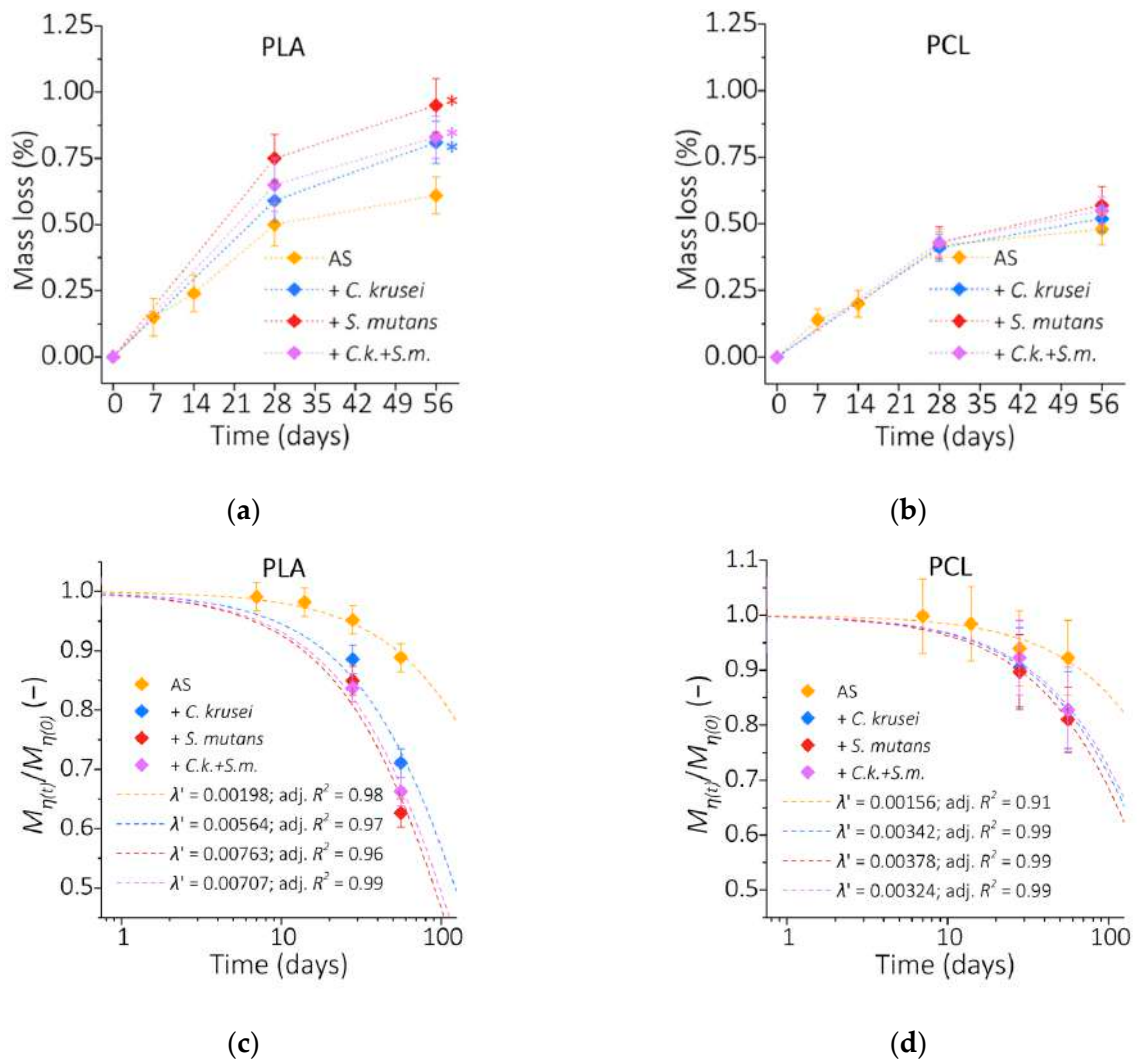 PLA
1.25
1.00
0.75
0.50
0.25
0.00
Mass loss (%)
AS
+ C. krusei
+ S. mutans
+ C.k.+S.m.
*
*
*
0 7 14 21 28 35 42 49 56
Time (days)
(a)
PCL
1.25
1.00
0.75
0.50
0.25
0.00
Mass loss (%)
AS
+ C. krusei
+ S. mutans
+ C.k.+S.m.
0 7 14 21 28 35 42 49 56
Time (days)
(b)
PLA
1.0
0.9
0.8
0.7
0.6
0.5
Mη(t)/Mη(0) (−)
AS
+ C. krusei
+ S. mutans
+ C.k.+S.m.
λ' = 0.00198; adj. R² = 0.98
λ' = 0.00564; adj. R² = 0.97
λ' = 0.00763; adj. R² = 0.96
λ' = 0.00707; adj. R² = 0.99
1 10 100
Time (days)
(c)
PCL
1.1
1.0
0.9
0.8
0.7
0.6
0.5
Mη(t)/Mη(0) (−)
AS
+ C. krusei
+ S. mutans
+ C.k.+S.m.
λ' = 0.00156; adj. R² = 0.91
λ' = 0.00342; adj. R² = 0.99
λ' = 0.00378; adj. R² = 0.99
λ' = 0.00324; adj. R² = 0.99
1 10 100
Time (days)
(d)